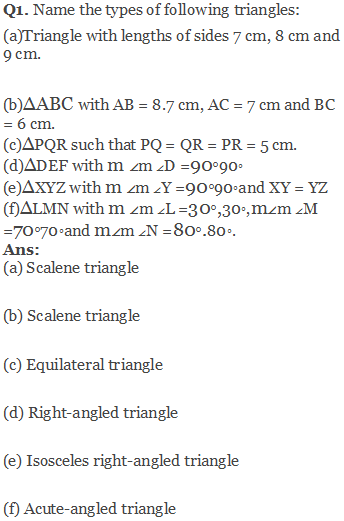 Q1. Name the types of following triangles:
(a)Triangle with lengths of sides 7 cm, 8 cm and
9 cm.
(b)ΔABC with AB = 8.7 cm, AC = 7 cm and BC
= 6 cm.
(c)ΔPQR such that PQ = QR = PR = 5 cm.
(d)ΔDEF with m ∠m ∠D =90°90∘
(e)ΔXYZ with m ∠m ∠Y =90°90∘and XY = YZ
(f)ΔLMN with m ∠m ∠L =30°,30∘,m∠m ∠M
=70°70∘and m∠m ∠N =80°.80∘.
Ans:
(a) Scalene triangle
(b) Scalene triangle
(c) Equilateral triangle
(d) Right-angled triangle
(e) Isosceles right-angled triangle
(f) Acute-angled triangle